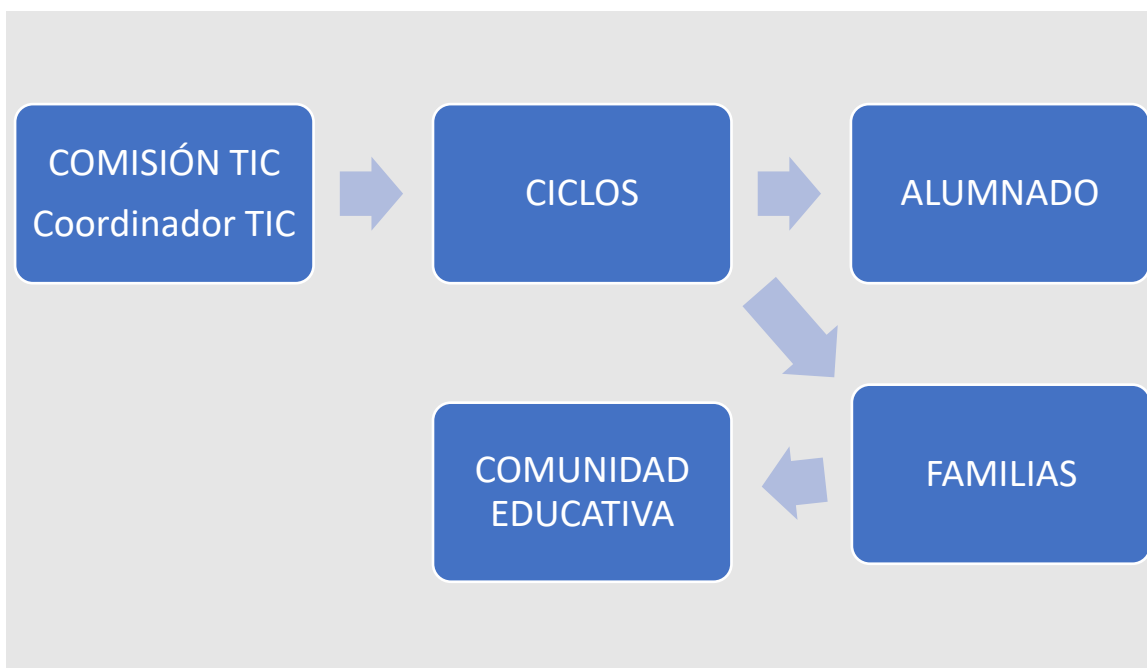 COMISIÓN TIC
Coordinador TIC
CICLOS
ALUMNADO
COMUNIDAD
EDUCATIVA
FAMILIAS